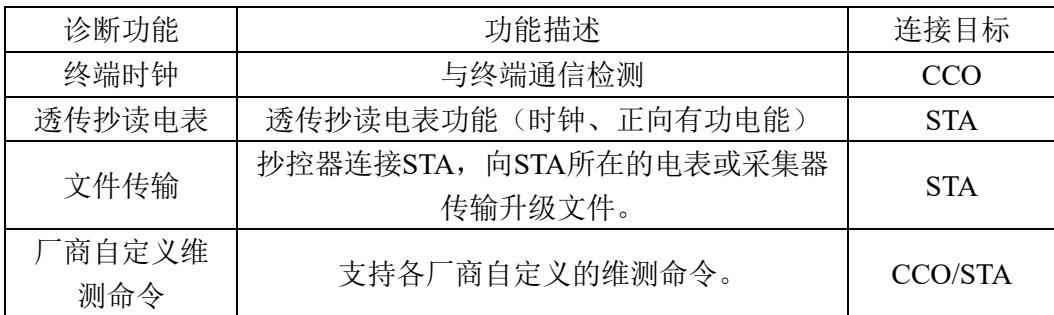 诊断功能 功能描述 连接目标
终端时钟 与终端通信检测 CCO
透传抄读电表 透传抄读电表功能（时钟、正向有功电能） STA
文件传输 抄控器连接STA，向STA所在的电表或采集器
传输升级文件。 STA
厂商自定义维
测命令 支持各厂商自定义的维测命令。 CCO/STA